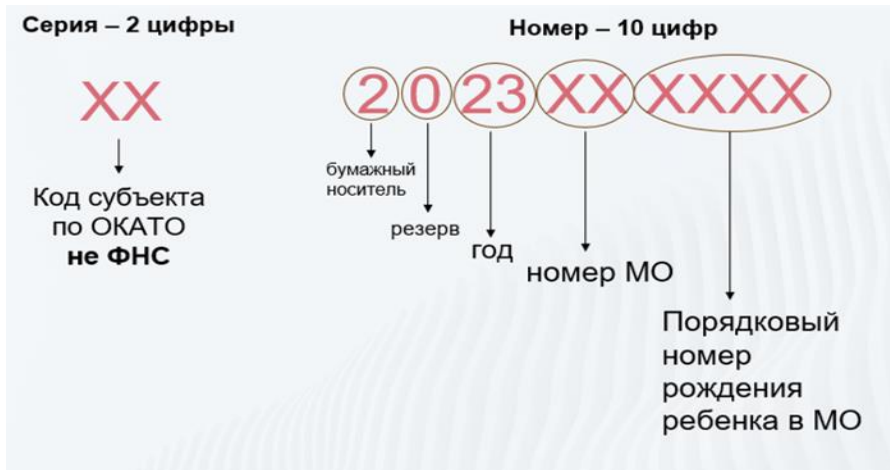 Серия – 2 цифры
XX
Код субъекта
по ОКАТО
не ФНС
Номер – 10 цифр
2 0 23 XX XXXX
бумажный
носитель
резерв
год
номер МО
Порядковый
номер
рождения
ребенка в МО